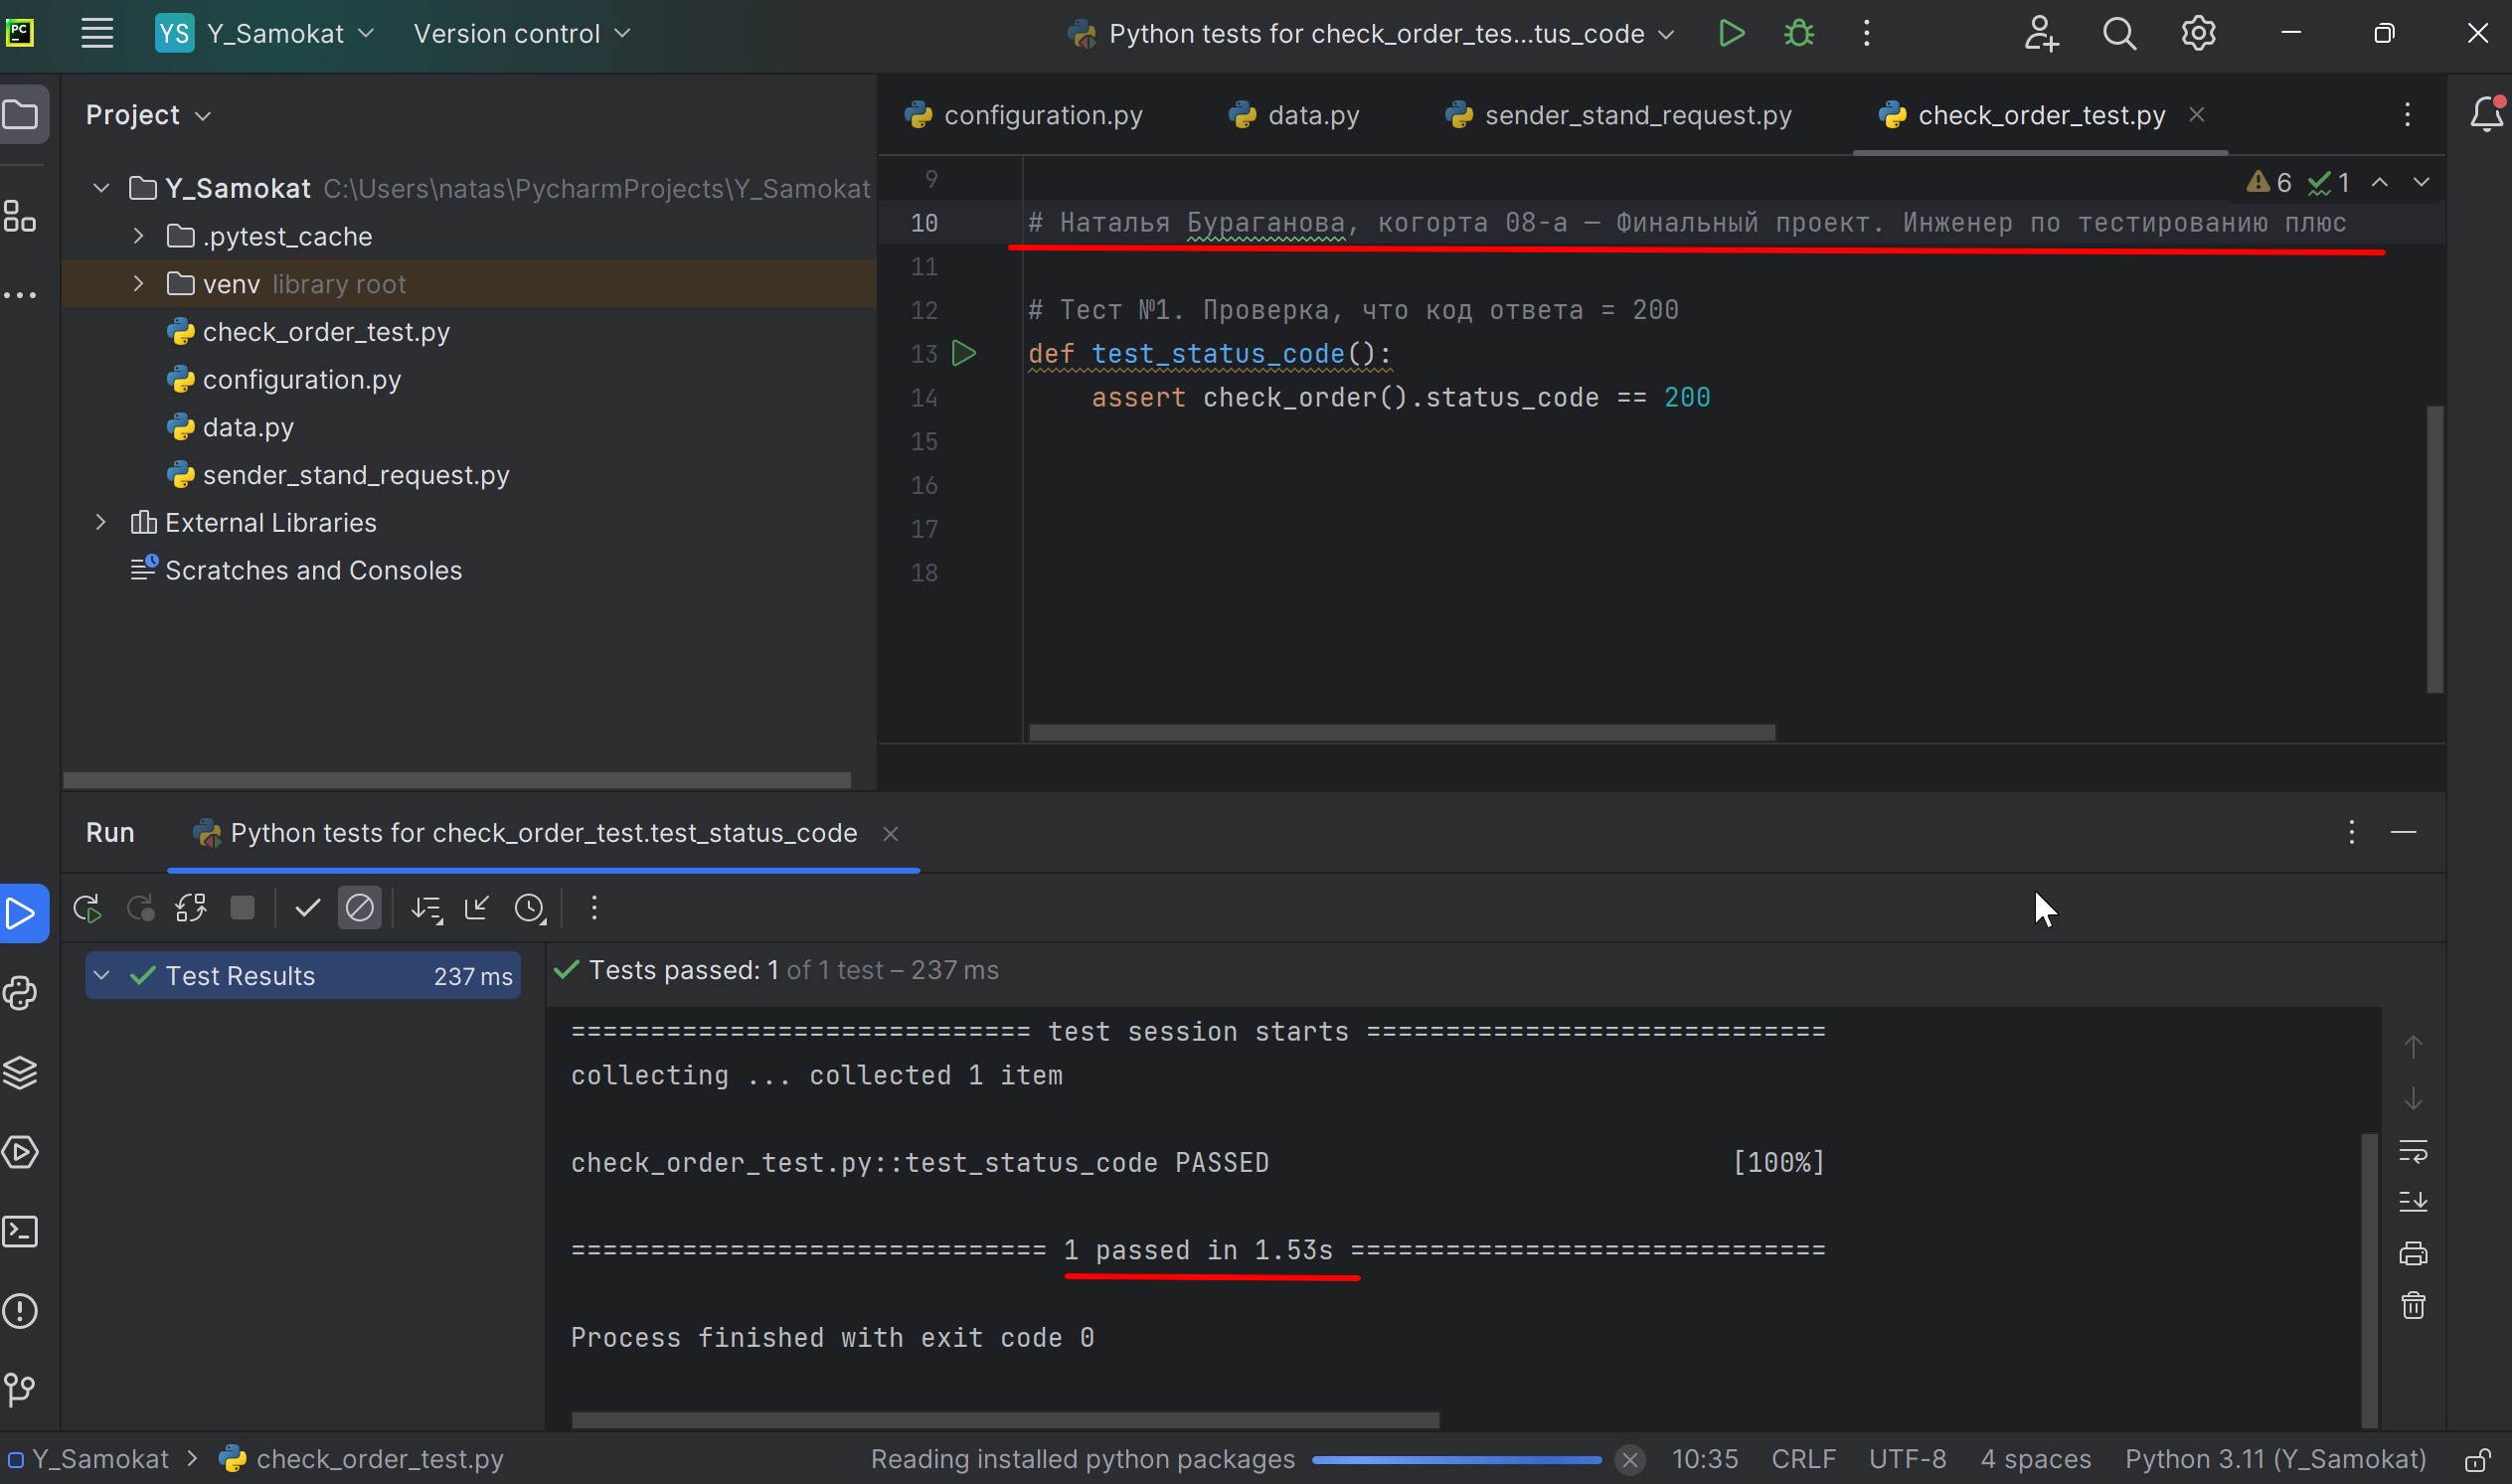 PC
YS Y_Samokat Version control Python tests for check_order_tes...tus_code
Project
configuration.py data.py sender_stand_request.py check_order_test.py
Y_Samokat C:\Users\natas\PycharmProjects\Y_Samokat
.pytest_cache
venv library root
check_order_test.py
configuration.py
data.py
sender_stand_request.py
External Libraries
Scratches and Consoles
6 1
9
10 # Наталья Бураганова, когорта 08-а — Финальный проект. Инженер по тестированию плюс
11
12 # Тест №1. Проверка, что код ответа = 200
13 def test_status_code():
14 assert check_order().status_code == 200
15
16
17
18
Run Python tests for check_order_test.test_status_code
Test Results 237 ms
Tests passed: 1 of 1 test – 237 ms
============================= test session starts =============================
collecting ... collected 1 item
check_order_test.py::test_status_code PASSED [100%]
============================== 1 passed in 1.53s ==============================
Process finished with exit code 0
Y_Samokat > check_order_test.py Reading installed python packages 10:35 CRLF UTF-8 4 spaces Python 3.11 (Y_Samokat)